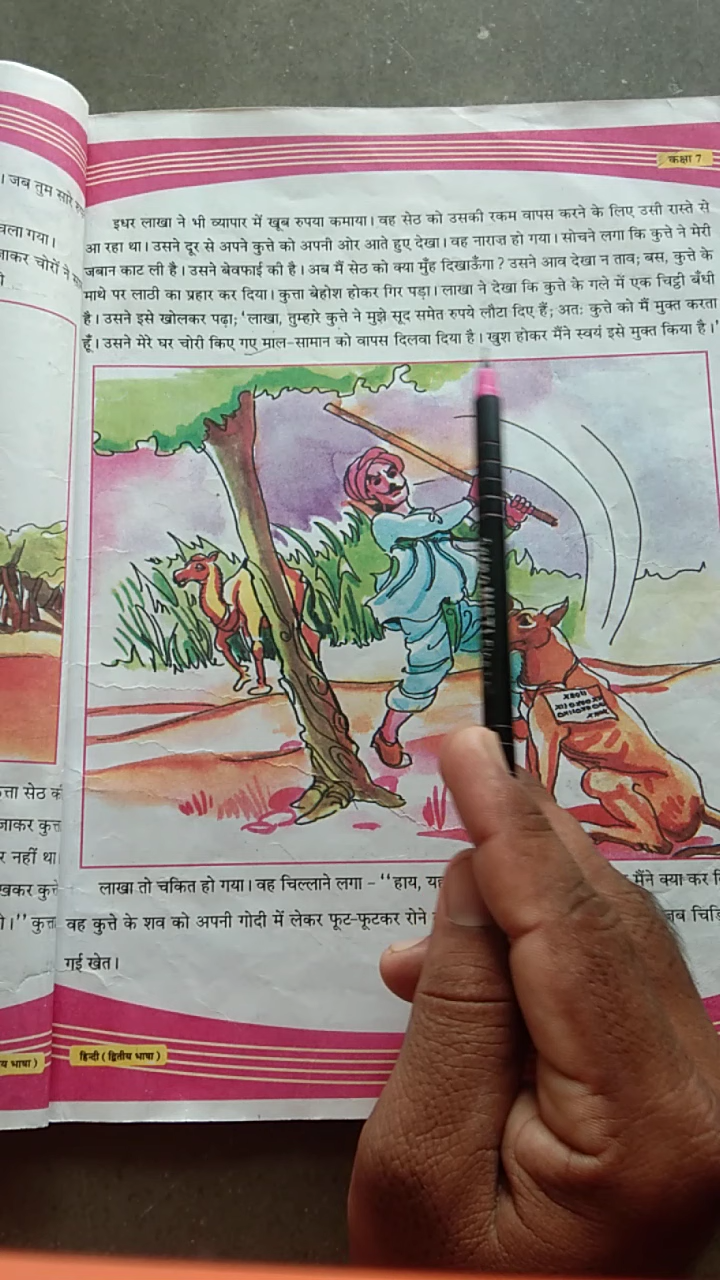 । जब तुम सारे
चला गया।
जाकर चोरों ने
त्ता सेठ
जाकर कुत्त
र नहीं था
खकर कुत्ते
कुत्त
य भाषा )
कक्षा 7
इधर लाखा ने भी व्यापार में खूब रुपया कमाया। वह सेठ को उसकी रकम वापस करने के लिए उसी रास्ते से
आ रहा था। उसने दूर से अपने कुत्ते को अपनी ओर आते हुए देखा। वह नाराज हो गया। सोचने लगा कि कुत्ते ने मेरी
जबान काट ली है। उसने बेवफाई की है। अब मैं सेठ को क्या मुँह दिखाऊँगा ? उसने आव देखा न ताव; बस, कुत्ते के
माथे पर लाठी का प्रहार कर दिया। कुत्ता बेहोश होकर गिर पड़ा। लाखा ने देखा कि कुत्ते के गले में एक चिट्ठी बँधी
है। उसने इसे खोलकर पढ़ा; 'लाखा, तुम्हारे कुत्ते ने मुझे सूद समेत रुपये लौटा दिए हैं; अतः कुत्ते को मैं मुक्त करता
हूँ। उसने मेरे घर चोरी किए गए माल-सामान को वापस दिलवा दिया है। खुश होकर मैंने स्वयं इसे मुक्त किया है।'
लाखा तो चकित हो गया। वह चिल्लाने लगा - "हाय, मैंने क्या कर
वह कुत्ते के शव को अपनी गोदी में लेकर फूट-फूटकर रोने जब
गई खेत।
हिन्दी ( द्वितीय भाषा )